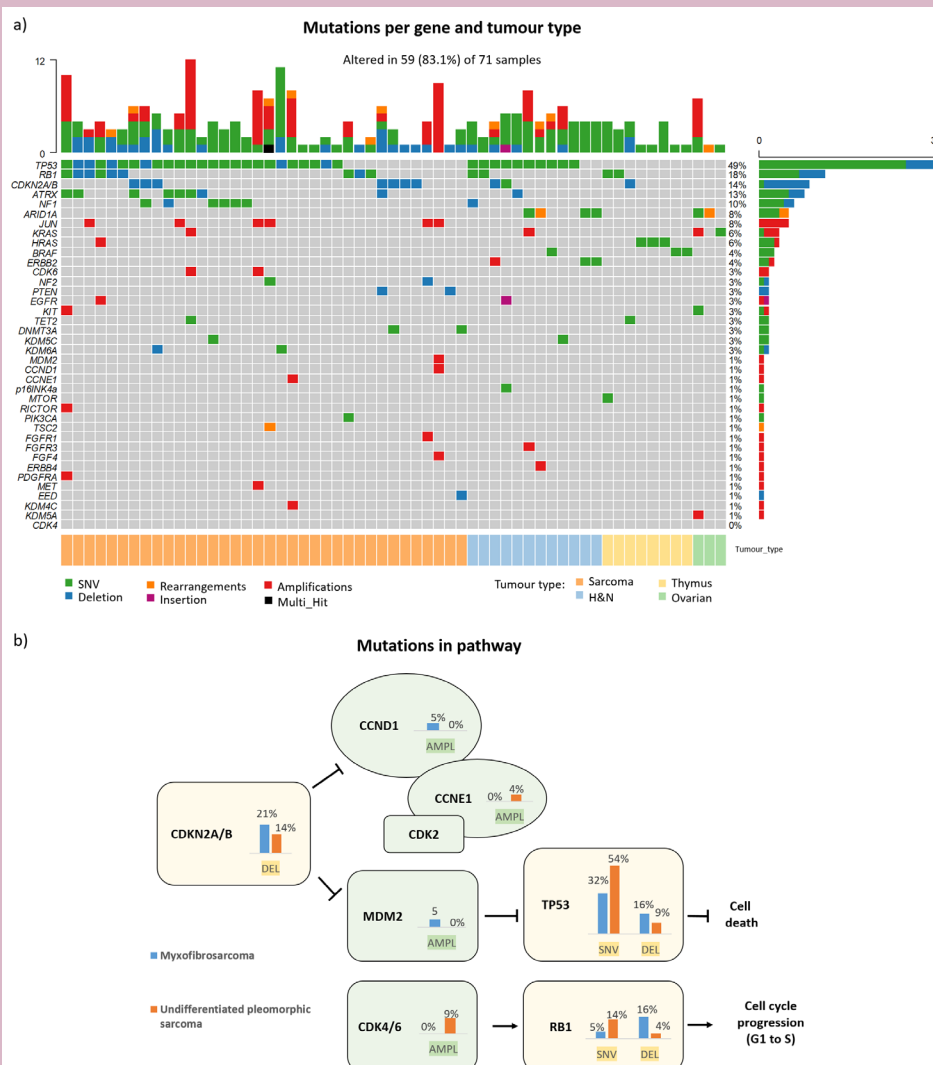 a)
Mutations per gene and tumour type
Altered in 59 (83.1%) of 71 samples
12
0
0
3
TP53 49%
RB1 18%
CDKN2A/B 14%
ATRX 13%
NF1 10%
ARID1A 8%
JUN 8%
KRAS 6%
HRAS 6%
BRAF 4%
ERBB2 4%
CDK6 3%
NF2 3%
PTEN 3%
EGFR 3%
KIT 3%
TET2 3%
DNMT3A 3%
KDM5C 3%
KDM6A 3%
MDM2 1%
CCND1 1%
CCNE1 1%
p16INK4a 1%
MTOR 1%
RICTOR 1%
PIK3CA 1%
TSC2 1%
FGFR1 1%
FGFR3 1%
FGF4 1%
ERBB4 1%
PDGFRA 1%
MET 1%
EED 1%
KDM4C 1%
KDM5A 1%
CDK4 0%
Tumour_type
SNV Rearrangements Amplifications Tumour type: Sarcoma Thymus
Deletion Insertion Multi_Hit H&N Ovarian
b)
Mutations in pathway
CCND1 5% 0%
AMPL
CCNE1 0% 4%
AMPL
CDK2
CDKN2A/B 21% 14%
DEL
MDM2 5 0%
AMPL
TP53 32% 54% 16% 9%
SNV DEL
Cell
death
Myxofibrosarcoma
Undifferentiated pleomorphic
sarcoma
CDK4/6 0% 9%
AMPL
RB1 5% 14% 16% 4%
SNV DEL
Cell cycle
progression
(G1 to S)